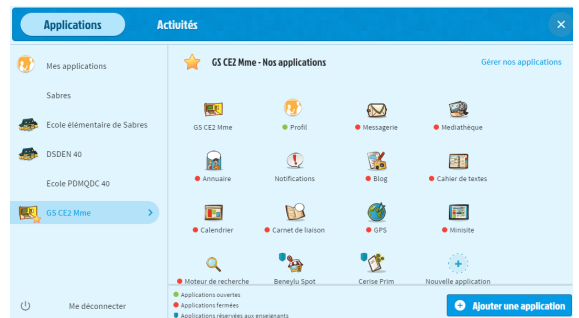 Applications
Activités
Mes applications
Sabres
Ecole élémentaire de Sabres
DSDEN 40
Ecole PDMQDC 40
GS CE2 Mme
Me déconnecter
GS CE2 Mme - Nos applications
Gérer nos applications
GS CE2 Mme
Profil
Messagerie
Mediathèque
Annuaire
Notifications
Blog
Cahier de textes
Calendrier
Carnet de liaison
GPS
Minisite
Moteur de recherche
Beneylu Spot
Cerise Prim
Nouvelle application
Applications ouvertes
Applications fermées
Applications réservées aux enseignants
Ajouter une application